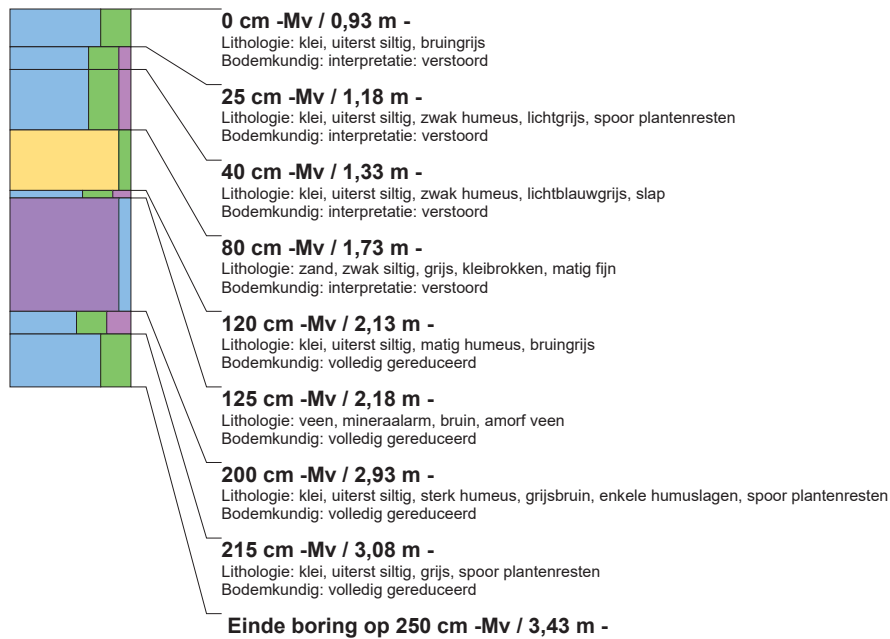 0 cm -Mv / 0,93 m -
Lithologie: klei, uiterst siltig, bruingrijs
Bodemkundig: interpretatie: verstoord
25 cm -Mv / 1,18 m -
Lithologie: klei, uiterst siltig, zwak humeus, lichtgrijs, spoor plantenresten
Bodemkundig: interpretatie: verstoord
40 cm -Mv / 1,33 m -
Lithologie: klei, uiterst siltig, zwak humeus, lichtblauwgrijs, slap
Bodemkundig: interpretatie: verstoord
80 cm -Mv / 1,73 m -
Lithologie: zand, zwak siltig, grijs, kleibrokken, matig fijn
Bodemkundig: interpretatie: verstoord
120 cm -Mv / 2,13 m -
Lithologie: klei, uiterst siltig, matig humeus, bruingrijs
Bodemkundig: volledig gereduceerd
125 cm -Mv / 2,18 m -
Lithologie: veen, mineraalarm, bruin, amorf veen
Bodemkundig: volledig gereduceerd
200 cm -Mv / 2,93 m -
Lithologie: klei, uiterst siltig, sterk humeus, grijsbruin, enkele humuslagen, spoor plantenresten
Bodemkundig: volledig gereduceerd
215 cm -Mv / 3,08 m -
Lithologie: klei, uiterst siltig, grijs, spoor plantenresten
Bodemkundig: volledig gereduceerd
Einde boring op 250 cm -Mv / 3,43 m -